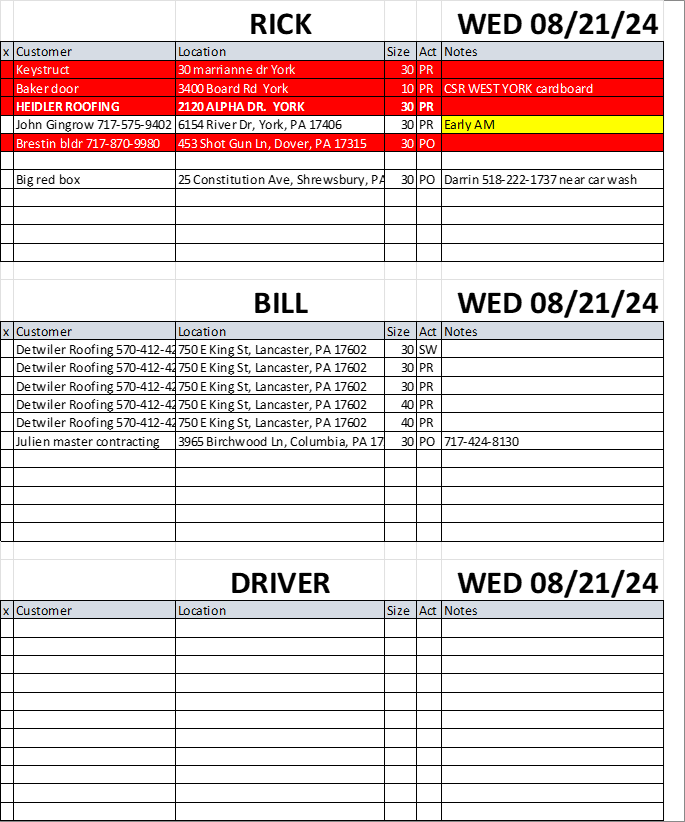 RICK WED 08/21/24
x Customer Location Size Act Notes
Keystruct 30 marrianne dr York 30 PR
Baker door 3400 Board Rd York 10 PR CSR WEST YORK cardboard
HEIDLER ROOFING 2120 ALPHA DR. YORK 30 PR
John Gingrow 717-575-9402 6154 River Dr, York, PA 17406 30 PR Early AM
Brestin bldr 717-870-9980 453 Shot Gun Ln, Dover, PA 17315 30 PO
Big red box 25 Constitution Ave, Shrewsbury, PA 30 PO Darrin 518-222-1737 near car wash
BILL WED 08/21/24
x Customer Location Size Act Notes
Detwiler Roofing 570-412-42 750 E King St, Lancaster, PA 17602 30 SW
Detwiler Roofing 570-412-42 750 E King St, Lancaster, PA 17602 30 PR
Detwiler Roofing 570-412-42 750 E King St, Lancaster, PA 17602 30 PR
Detwiler Roofing 570-412-42 750 E King St, Lancaster, PA 17602 40 PR
Detwiler Roofing 570-412-42 750 E King St, Lancaster, PA 17602 40 PR
Julien master contracting 3965 Birchwood Ln, Columbia, PA 17 30 PO 717-424-8130
DRIVER WED 08/21/24
x Customer Location Size Act Notes